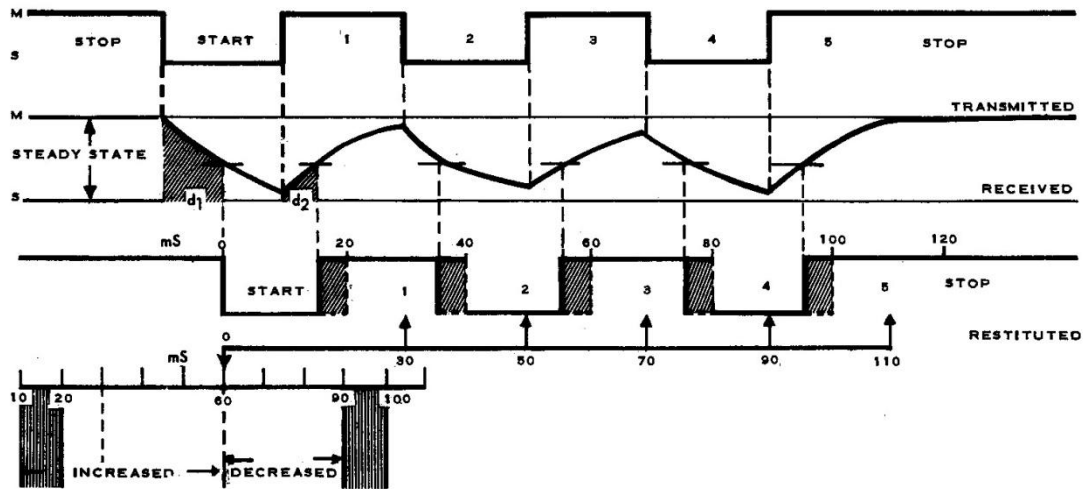 M
STOP
START
1
2
3
4
5
STOP
S
TRANSMITTED
M
STEADY STATE
S
d1
d2
RECEIVED
mS
0
20
40
60
80
100
120
START
1
2
3
4
5
STOP
RESTITUTED
0
30
50
70
90
110
mS
10
20
60
90
100
INCREASED
DECREASED